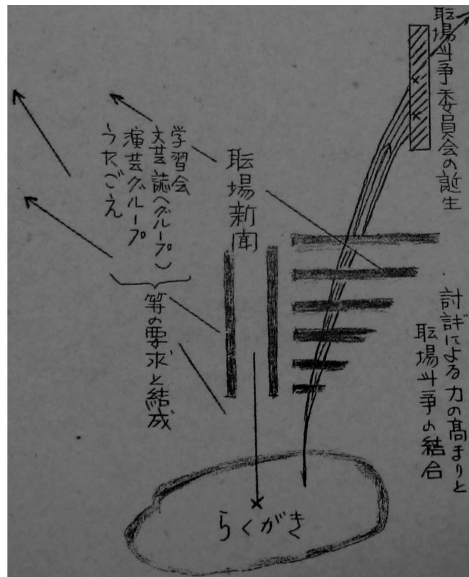 職場斗争委員会の誕生
討議による力の高まりと
職場斗争の結合
職場新聞
学習会
文芸誌(グループ)
演芸グループ
うたごえ
等の要求と結成
らくがき